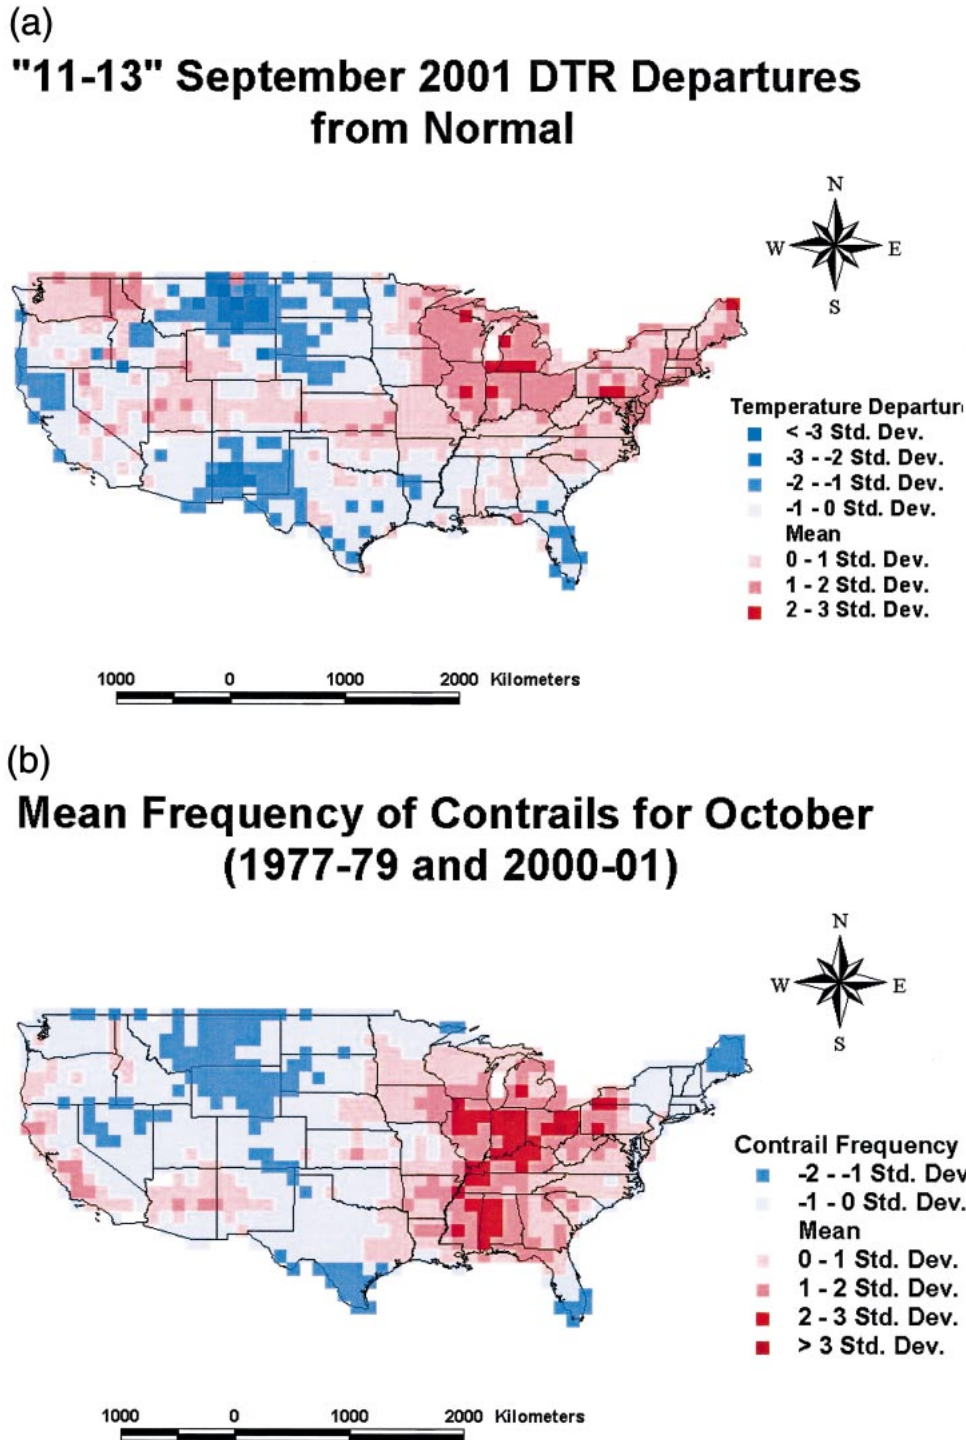 (a)
"11-13" September 2001 DTR Departures
from Normal
N
W E
S
Temperature Departur
< -3 Std. Dev.
-3 - -2 Std. Dev.
-2 - -1 Std. Dev.
-1 - 0 Std. Dev.
Mean
0 - 1 Std. Dev.
1 - 2 Std. Dev.
2 - 3 Std. Dev.
1000 0 1000 2000 Kilometers
(b)
Mean Frequency of Contrails for October
(1977-79 and 2000-01)
N
W E
S
Contrail Frequency
-2 - -1 Std. Dev
-1 - 0 Std. Dev.
Mean
0 - 1 Std. Dev.
1 - 2 Std. Dev.
2 - 3 Std. Dev.
> 3 Std. Dev.
1000 0 1000 2000 Kilometers